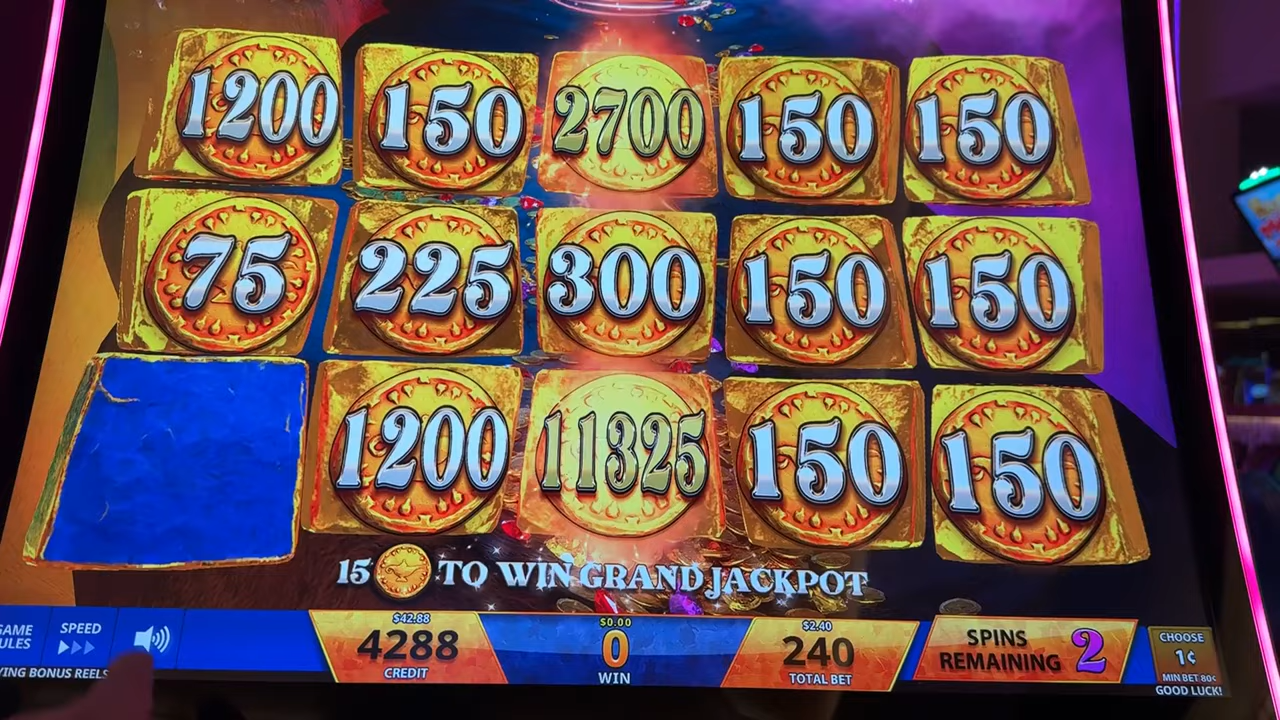 1200 150 2700 150 150
75 225 300 150 150
1200 11325 150 150
15 TO WIN GRAND JACKPOT
GAME RULES
SPEED
$42.88
4288
CREDIT
$0.00
0
WIN
$2.40
240
TOTAL BET
SPINS
REMAINING 2
CHOOSE
1¢
MIN BET 80¢
GOOD LUCK!
BONUS REELS